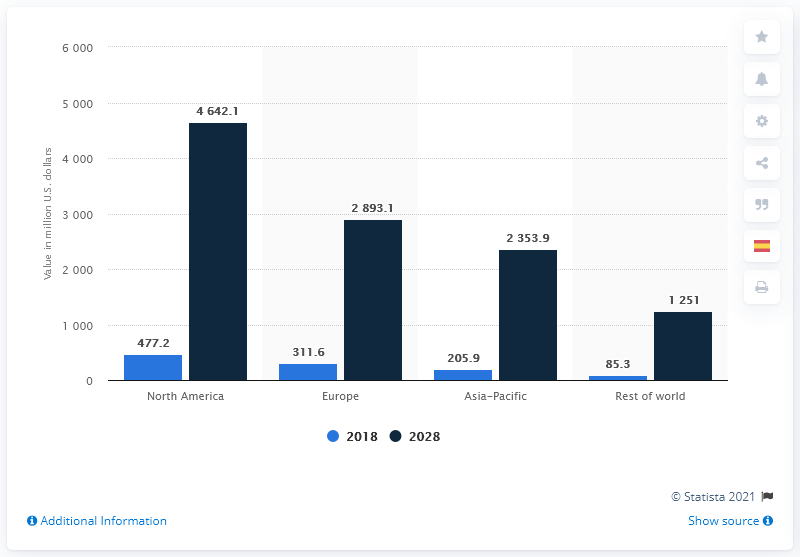 6 000
5 000
4 000
3 000
2 000
1 000
0
Value in million U.S. dollars
477.2
4 642.1
311.6
2 893.1
205.9
2 353.9
85.3
1 251
North America
Europe
Asia-Pacific
Rest of world
2018
2028
© Statista 2021
Additional Information
Show source